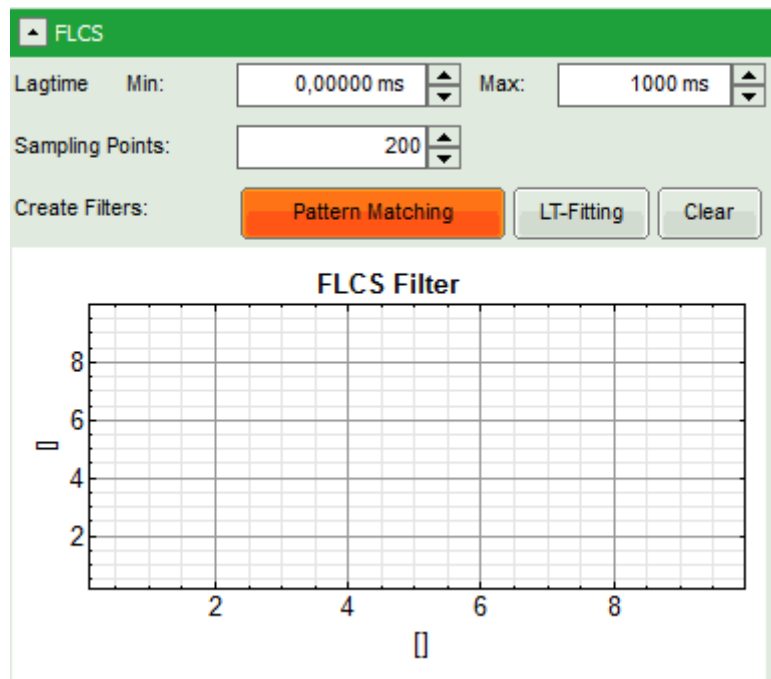 FLCS
Lagtime Min: 0,00000 ms Max: 1000 ms
Sampling Points: 200
Create Filters: Pattern Matching LT-Fitting Clear
FLCS Filter
8
6
[]
4
2
2 4 6 8
[]